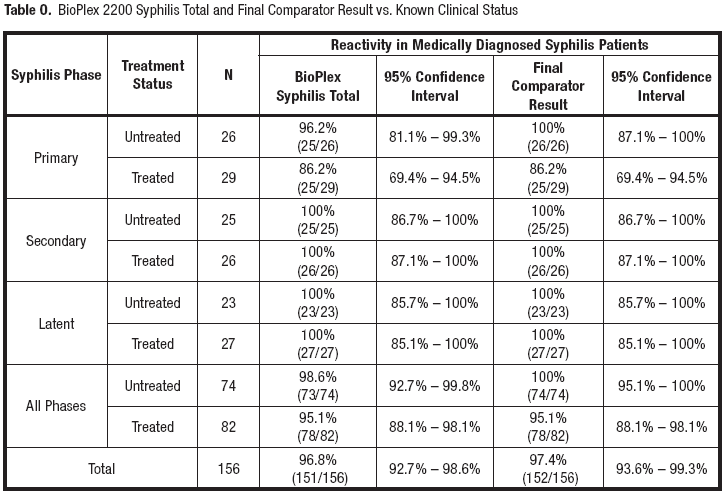 Table 0. BioPlex 2200 Syphilis Total and Final Comparator Result vs. Known Clinical Status
Syphilis Phase
Treatment
Status
N
Reactivity in Medically Diagnosed Syphilis Patients
BioPlex
Syphilis Total
95% Confidence
Interval
Final
Comparator
Result
95% Confidence
Interval
Primary
Untreated
26
96.2%
(25/26)
81.1% – 99.3%
100%
(26/26)
87.1% – 100%
Treated
29
86.2%
(25/29)
69.4% – 94.5%
86.2%
(25/29)
69.4% – 94.5%
Secondary
Untreated
25
100%
(25/25)
86.7% – 100%
100%
(25/25)
86.7% – 100%
Treated
26
100%
(26/26)
87.1% – 100%
100%
(26/26)
87.1% – 100%
Latent
Untreated
23
100%
(23/23)
85.7% – 100%
100%
(23/23)
85.7% – 100%
Treated
27
100%
(27/27)
85.1% – 100%
100%
(27/27)
85.1% – 100%
All Phases
Untreated
74
98.6%
(73/74)
92.7% – 99.8%
100%
(74/74)
95.1% – 100%
Treated
82
95.1%
(78/82)
88.1% – 98.1%
95.1%
(78/82)
88.1% – 98.1%
Total
156
96.8%
(151/156)
92.7% – 98.6%
97.4%
(152/156)
93.6% – 99.3%